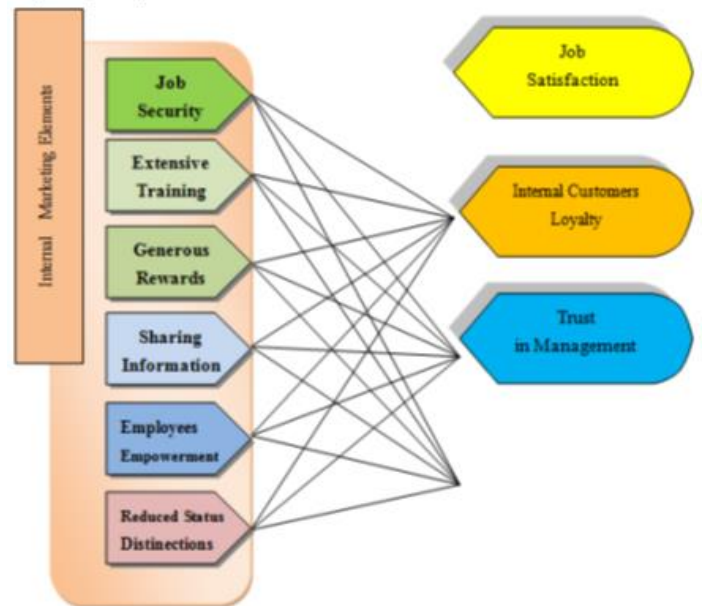 Internal Marketing Elements
Job
Security
Extensive
Training
Generous
Rewards
Sharing
Information
Employees
Empowerment
Reduced Status
Distinections
Job
Satisfaction
Internal Customers
Loyalty
Trust
in Management